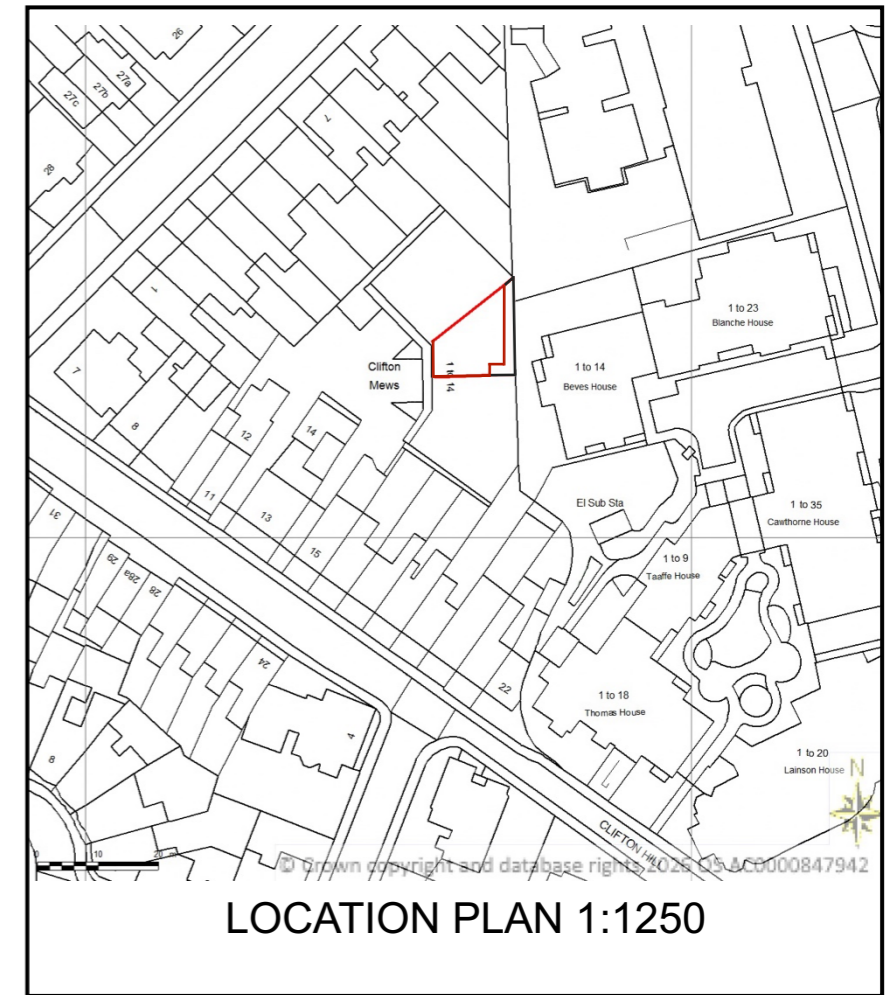 26
27a
27b
27c
28
7
1
7
8
12
14
11
13
15
Clifton
Mews
1 to 14
1 to 23
Blanche House
1 to 14
Beves House
El Sub Sta
1 to 35
Cawthorne House
1 to 9
Taaffe House
31
29
28a
28
24
22
4
8
1 to 18
Thomas House
1 to 20
Lainson House
N
CLIFTON HILL
0 10 20 m
© Crown copyright and database rights 2026 OS AC0000847942
LOCATION PLAN 1:1250